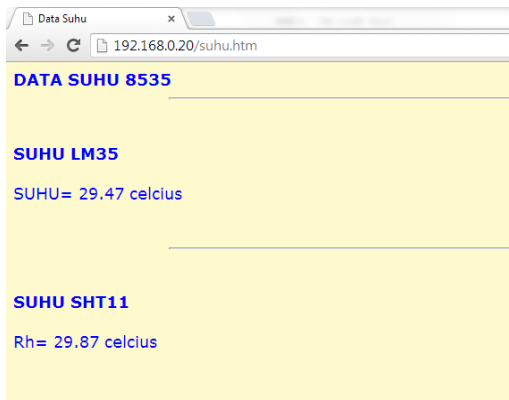 Data Suhu
192.168.0.20/suhu.htm
DATA SUHU 8535
SUHU LM35
SUHU= 29.47 celcius
SUHU SHT11
Rh= 29.87 celcius